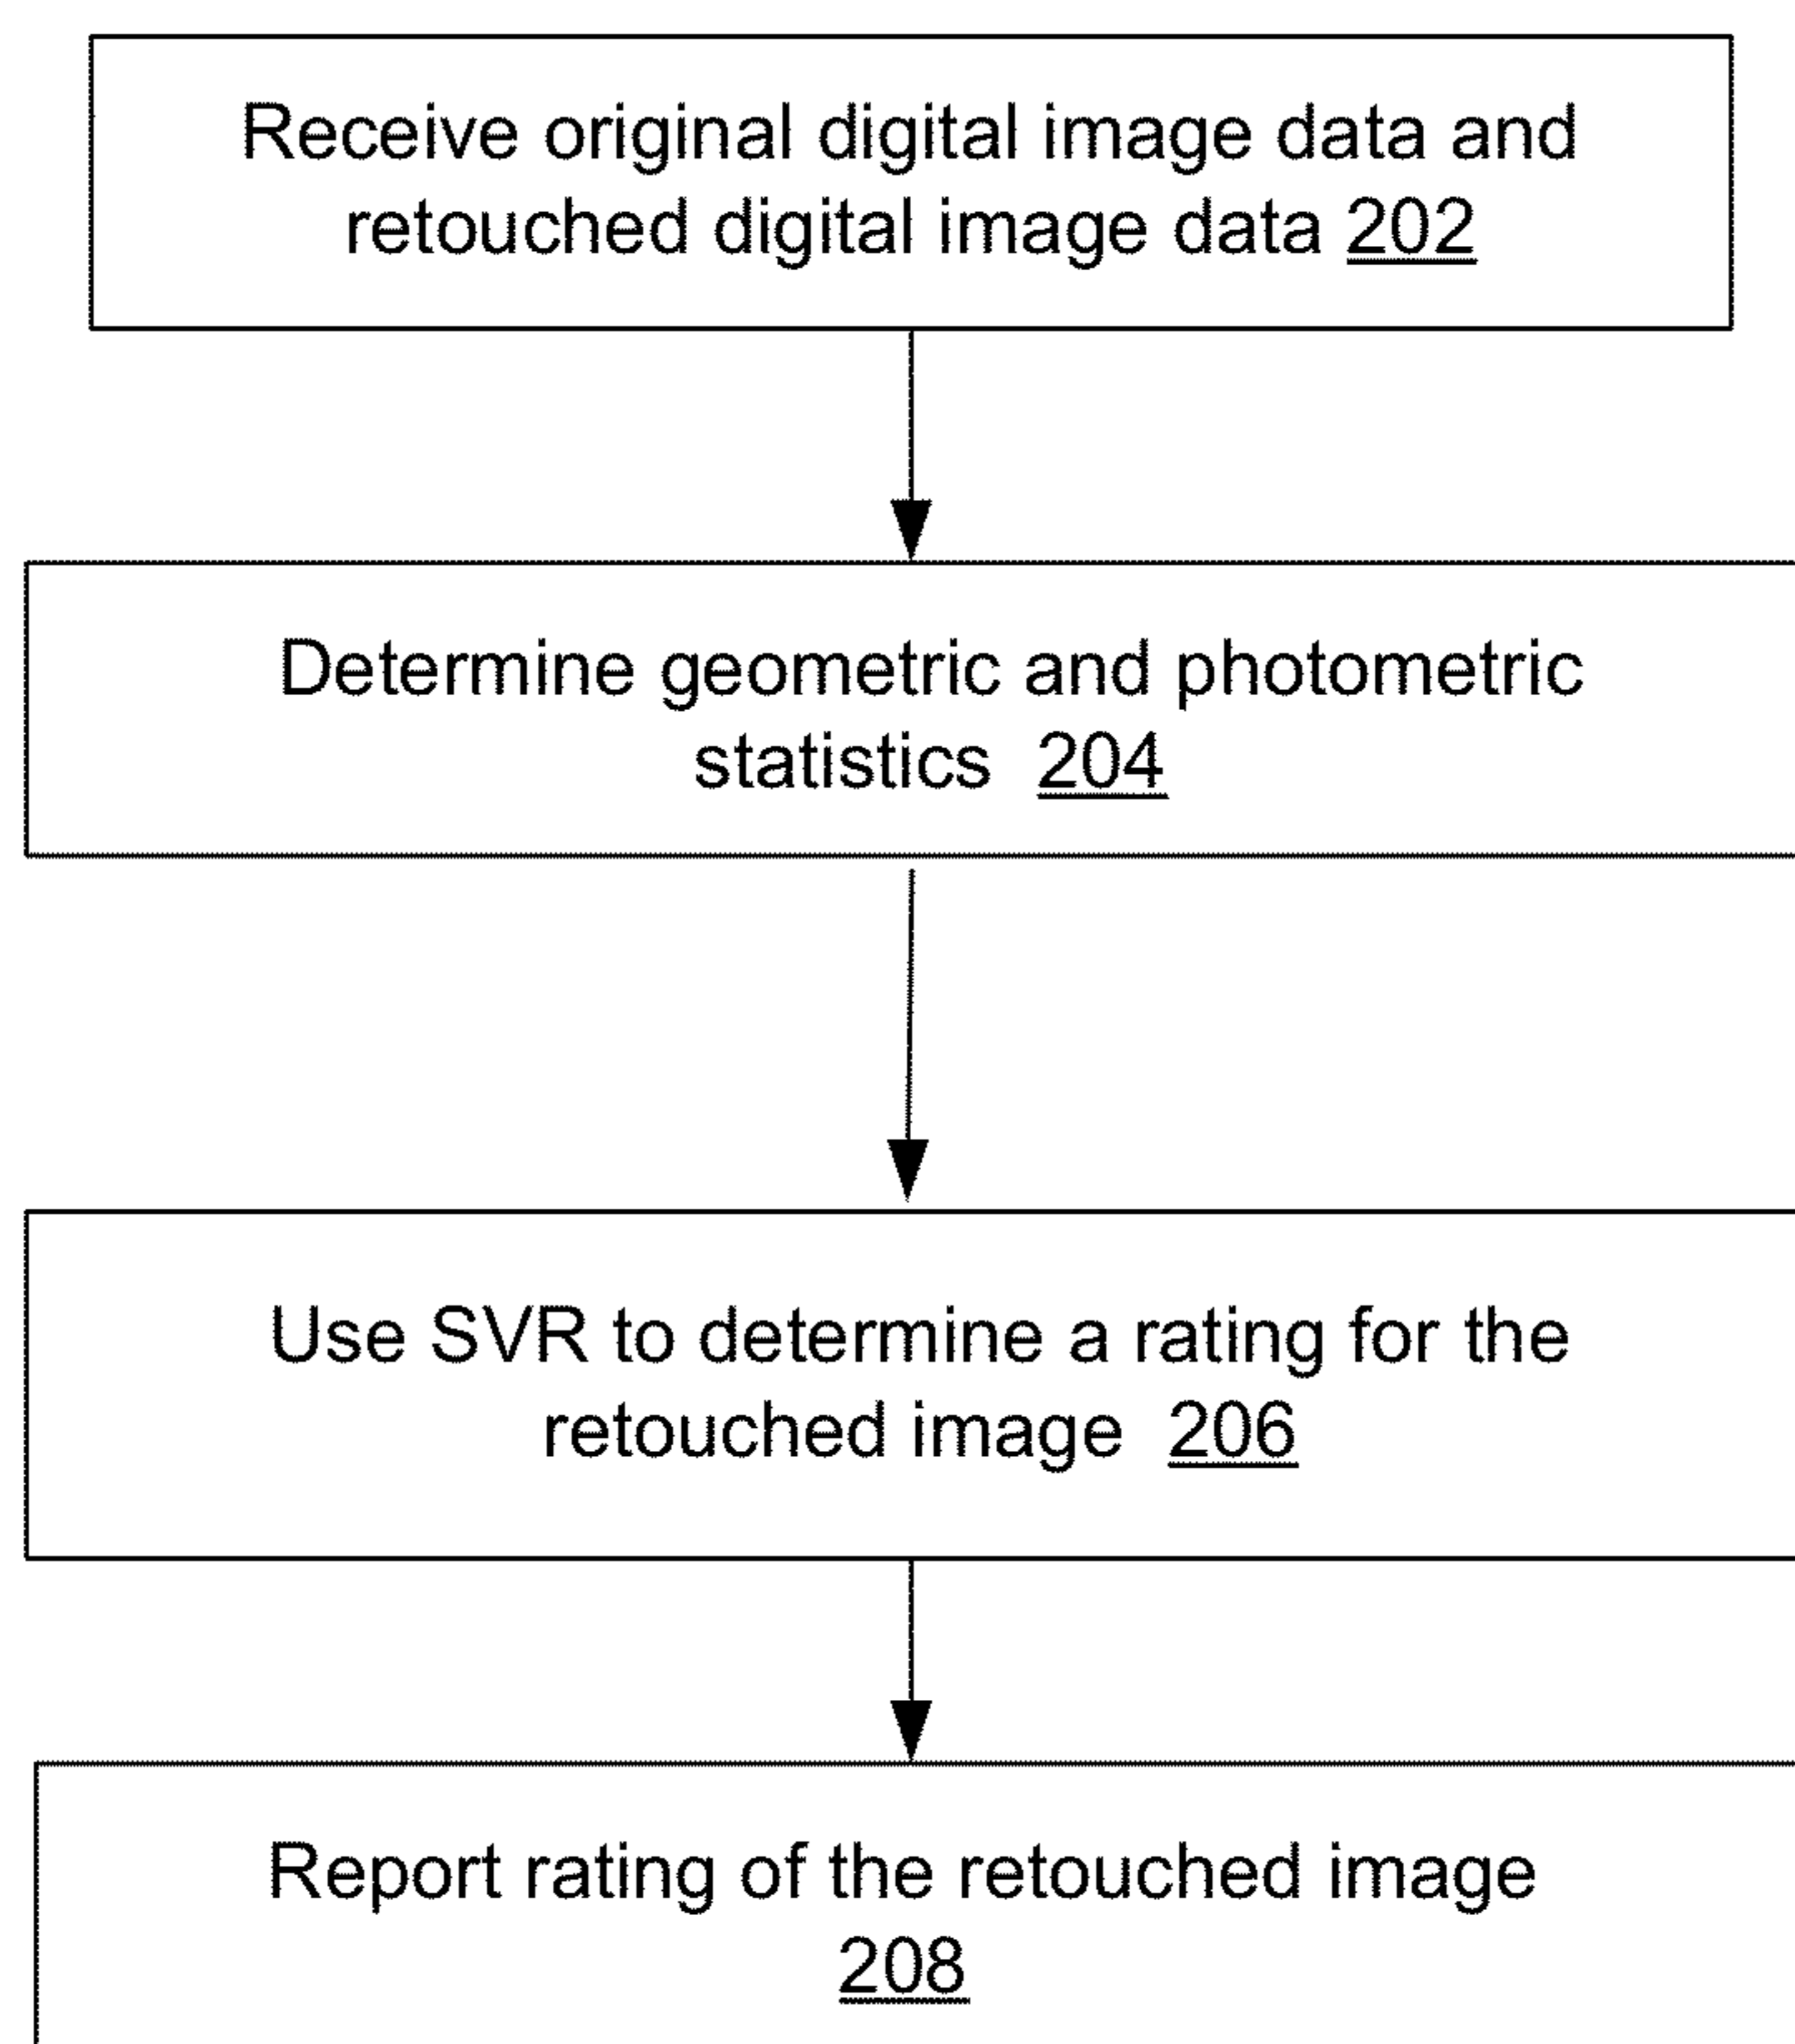 Receive original digital image data and
retouched digital image data 202
Determine geometric and photometric
statistics 204
Use SVR to determine a rating for the
retouched image 206
Report rating of the retouched image
208